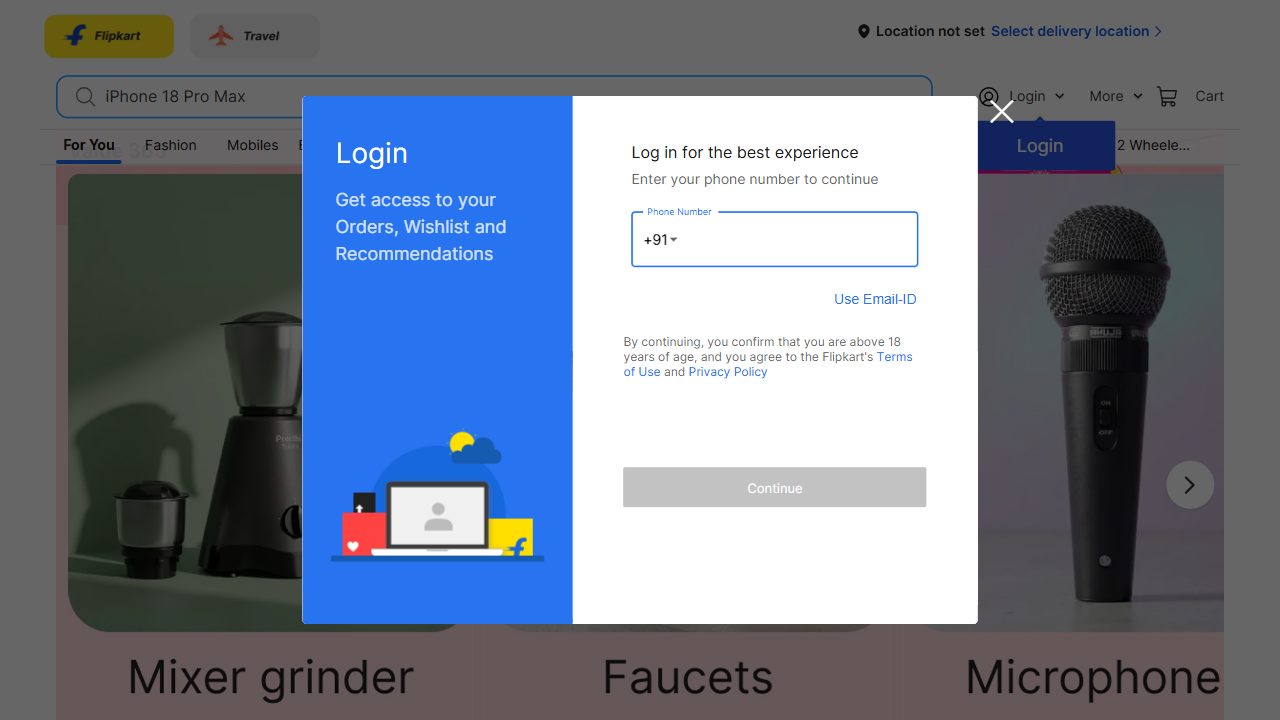 Flipkart
Travel
Location not set Select delivery location
iPhone 18 Pro Max
Login
More
Cart
For You
Fashion
Mobiles
2 Wheele...
Login
Login
Get access to your
Orders, Wishlist and
Recommendations
Log in for the best experience
Enter your phone number to continue
Phone Number
+91
Use Email-ID
By continuing, you confirm that you are above 18
years of age, and you agree to the Flipkart's Terms
of Use and Privacy Policy
Continue
ON
OFF
AHUJA
Mixer grinder
Faucets
Microphone